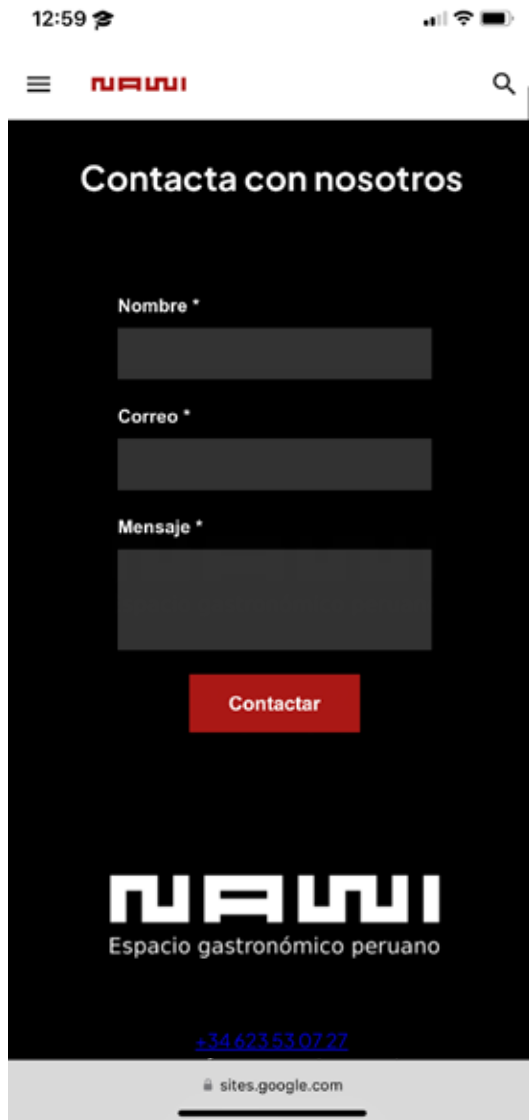 12:59
NAWI
Contacta con nosotros
Nombre *
Correo *
Mensaje *
Contactar
NAWI
Espacio gastronómico peruano
+34 623 53 07 27
sites.google.com